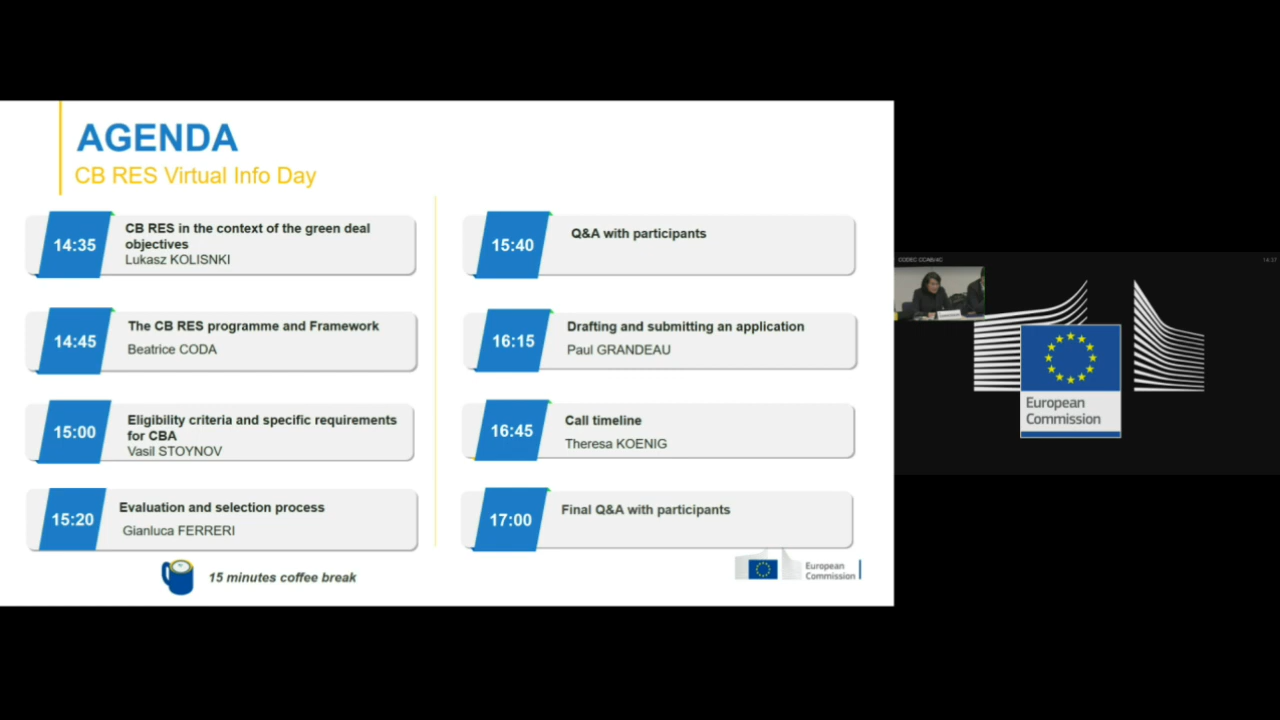 AGENDA
CB RES Virtual Info Day
14:35
CB RES in the context of the green deal
objectives
Lukasz KOLISNKI
14:45
The CB RES programme and Framework
Beatrice CODA
15:00
Eligibility criteria and specific requirements
for CBA
Vasil STOYNOV
15:20
Evaluation and selection process
Gianluca FERRERI
15 minutes coffee break
15:40
Q&A with participants
16:15
Drafting and submitting an application
Paul GRANDEAU
16:45
Call timeline
Theresa KOENIG
17:00
Final Q&A with participants
European
Commission
14:37
European
Commission